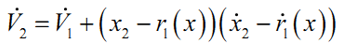 V̇₂ = V̇₁ + (x₂ − r₁(x))(ẋ₂ − ṙ₁(x))